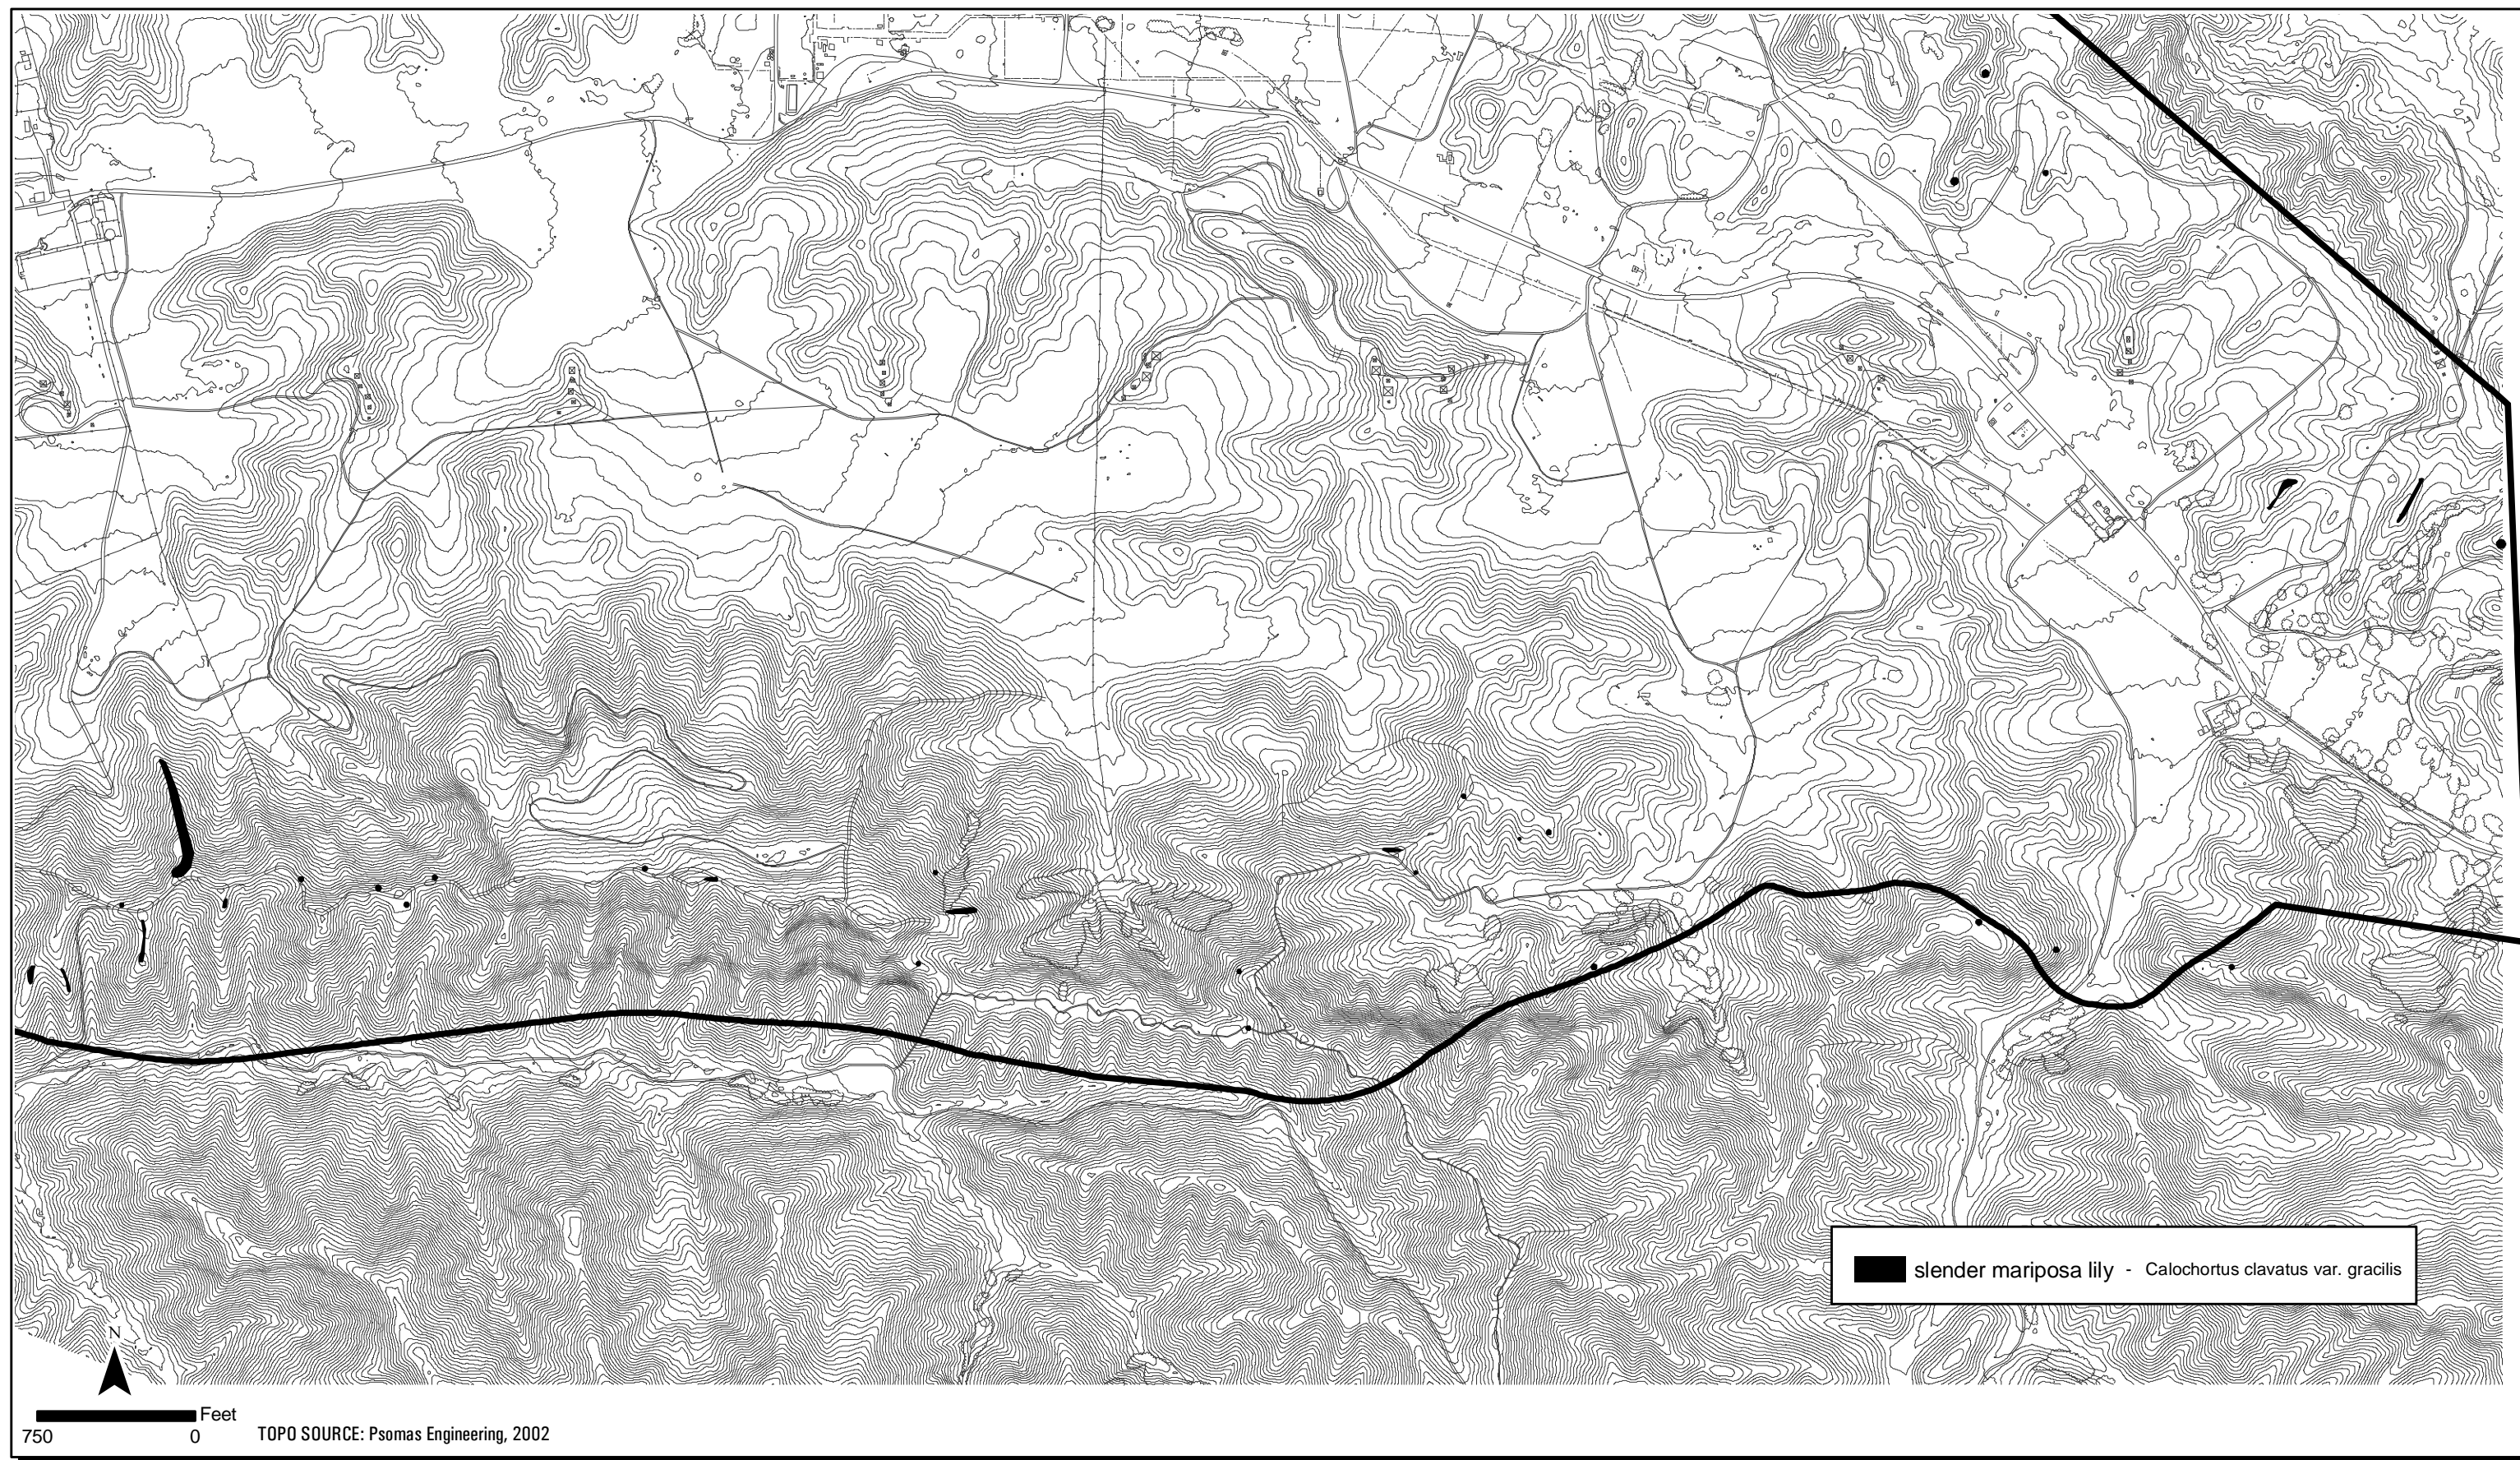 slender mariposa lily - Calochortus clavatus var. gracilis
N
Feet
750 0
TOPO SOURCE: Psomas Engineering, 2002